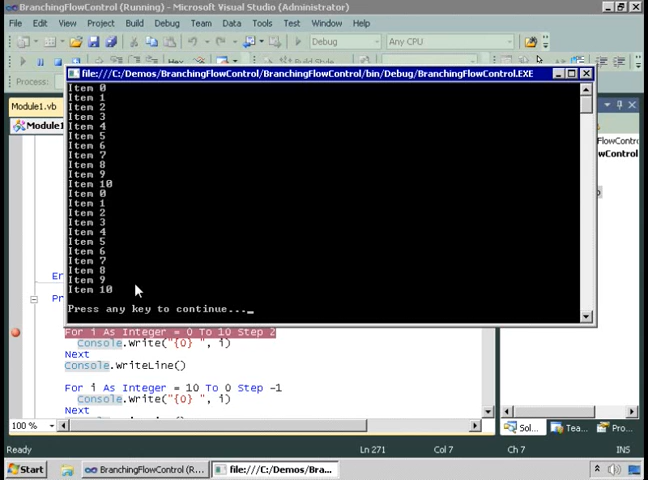 BranchingFlowControl (Running) - Microsoft Visual Studio (Administrator)
File Edit View Project Build Debug Team Data Tools Test Window Help
Debug Any CPU
Process: Thread:
file:///C:/Demos/BranchingFlowControl/BranchingFlowControl/bin/Debug/BranchingFlowControl.EXE
Item 0
Item 1
Item 2
Item 3
Item 4
Item 5
Item 6
Item 7
Item 8
Item 9
Item 10
Item 0
Item 1
Item 2
Item 3
Item 4
Item 5
Item 6
Item 7
Item 8
Item 9
Item 10
Press any key to continue..._
Module1.vb
Module1
For i As Integer = 0 To 10 Step 2
Console.Write("{0} ", i)
Next
Console.WriteLine()
For i As Integer = 10 To 0 Step -1
Console.Write("{0} ", i)
Next
100 %
Sol... Tea... Pro...
Ready Ln 271 Col 7 Ch 7 INS
Start BranchingFlowControl (R... file:///C:/Demos/Bra...